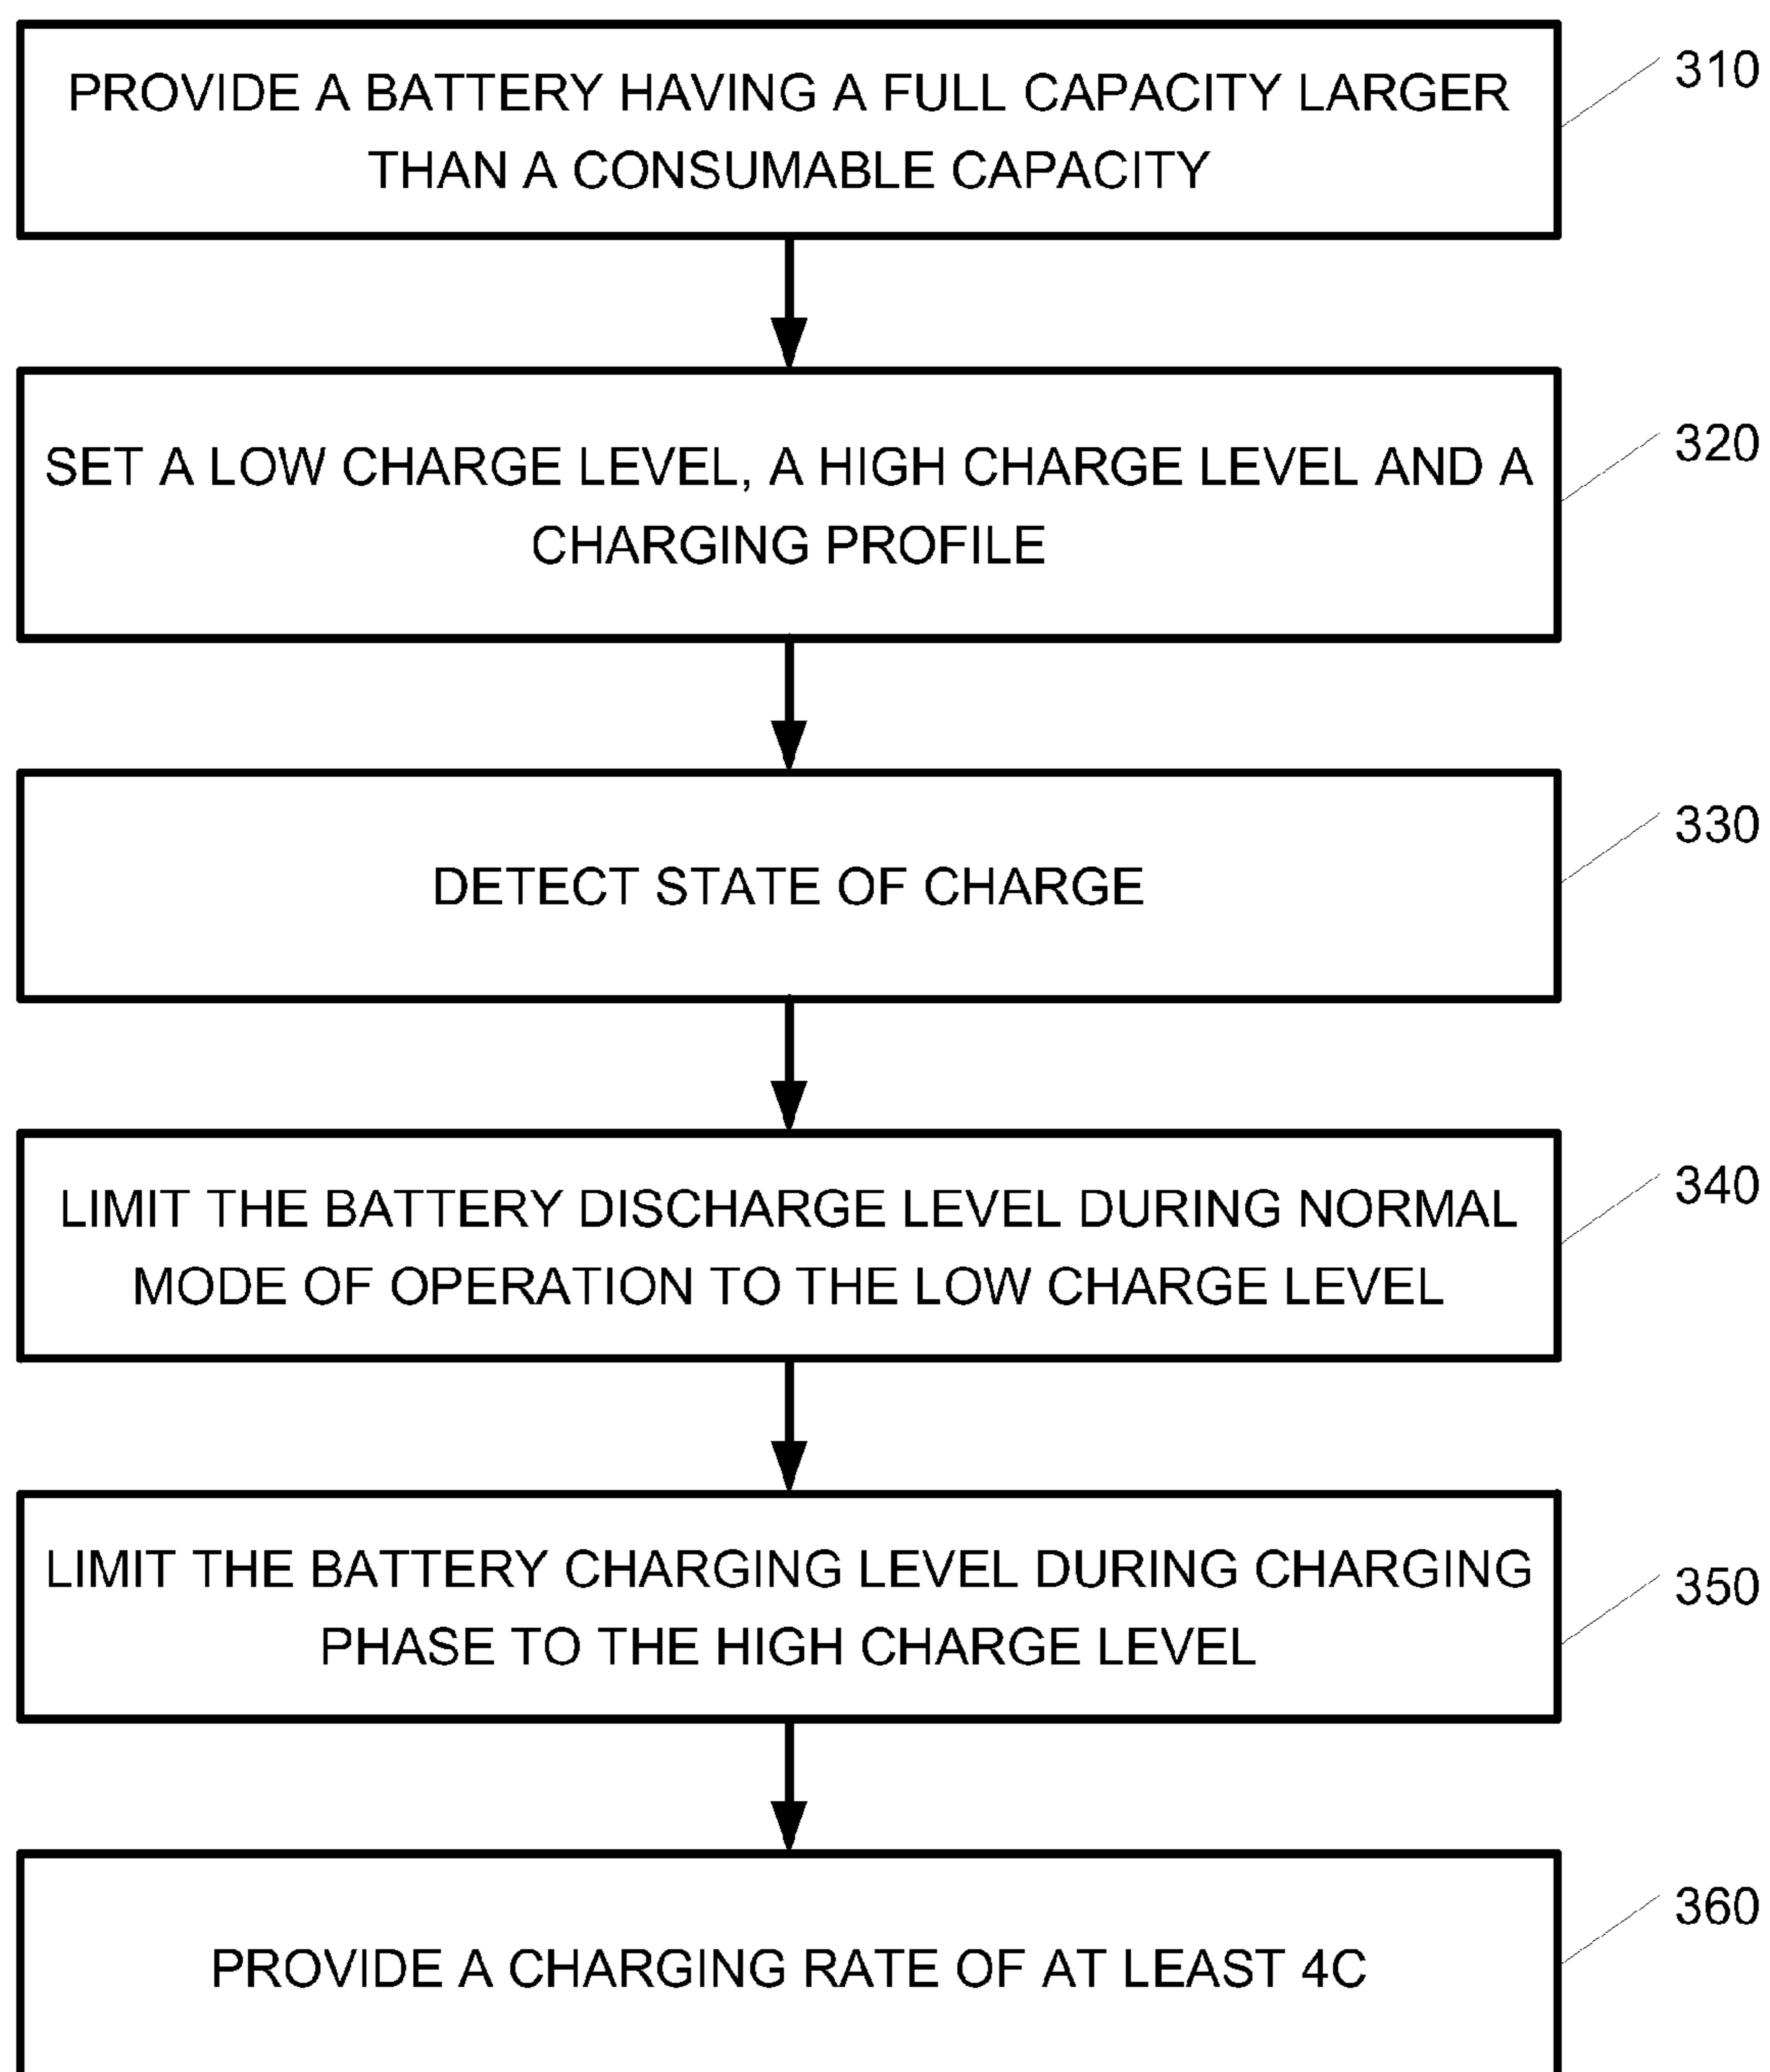 PROVIDE A BATTERY HAVING A FULL CAPACITY LARGER
THAN A CONSUMABLE CAPACITY
310
SET A LOW CHARGE LEVEL, A HIGH CHARGE LEVEL AND A
CHARGING PROFILE
320
DETECT STATE OF CHARGE
330
LIMIT THE BATTERY DISCHARGE LEVEL DURING NORMAL
MODE OF OPERATION TO THE LOW CHARGE LEVEL
340
LIMIT THE BATTERY CHARGING LEVEL DURING CHARGING
PHASE TO THE HIGH CHARGE LEVEL
350
PROVIDE A CHARGING RATE OF AT LEAST 4C
360